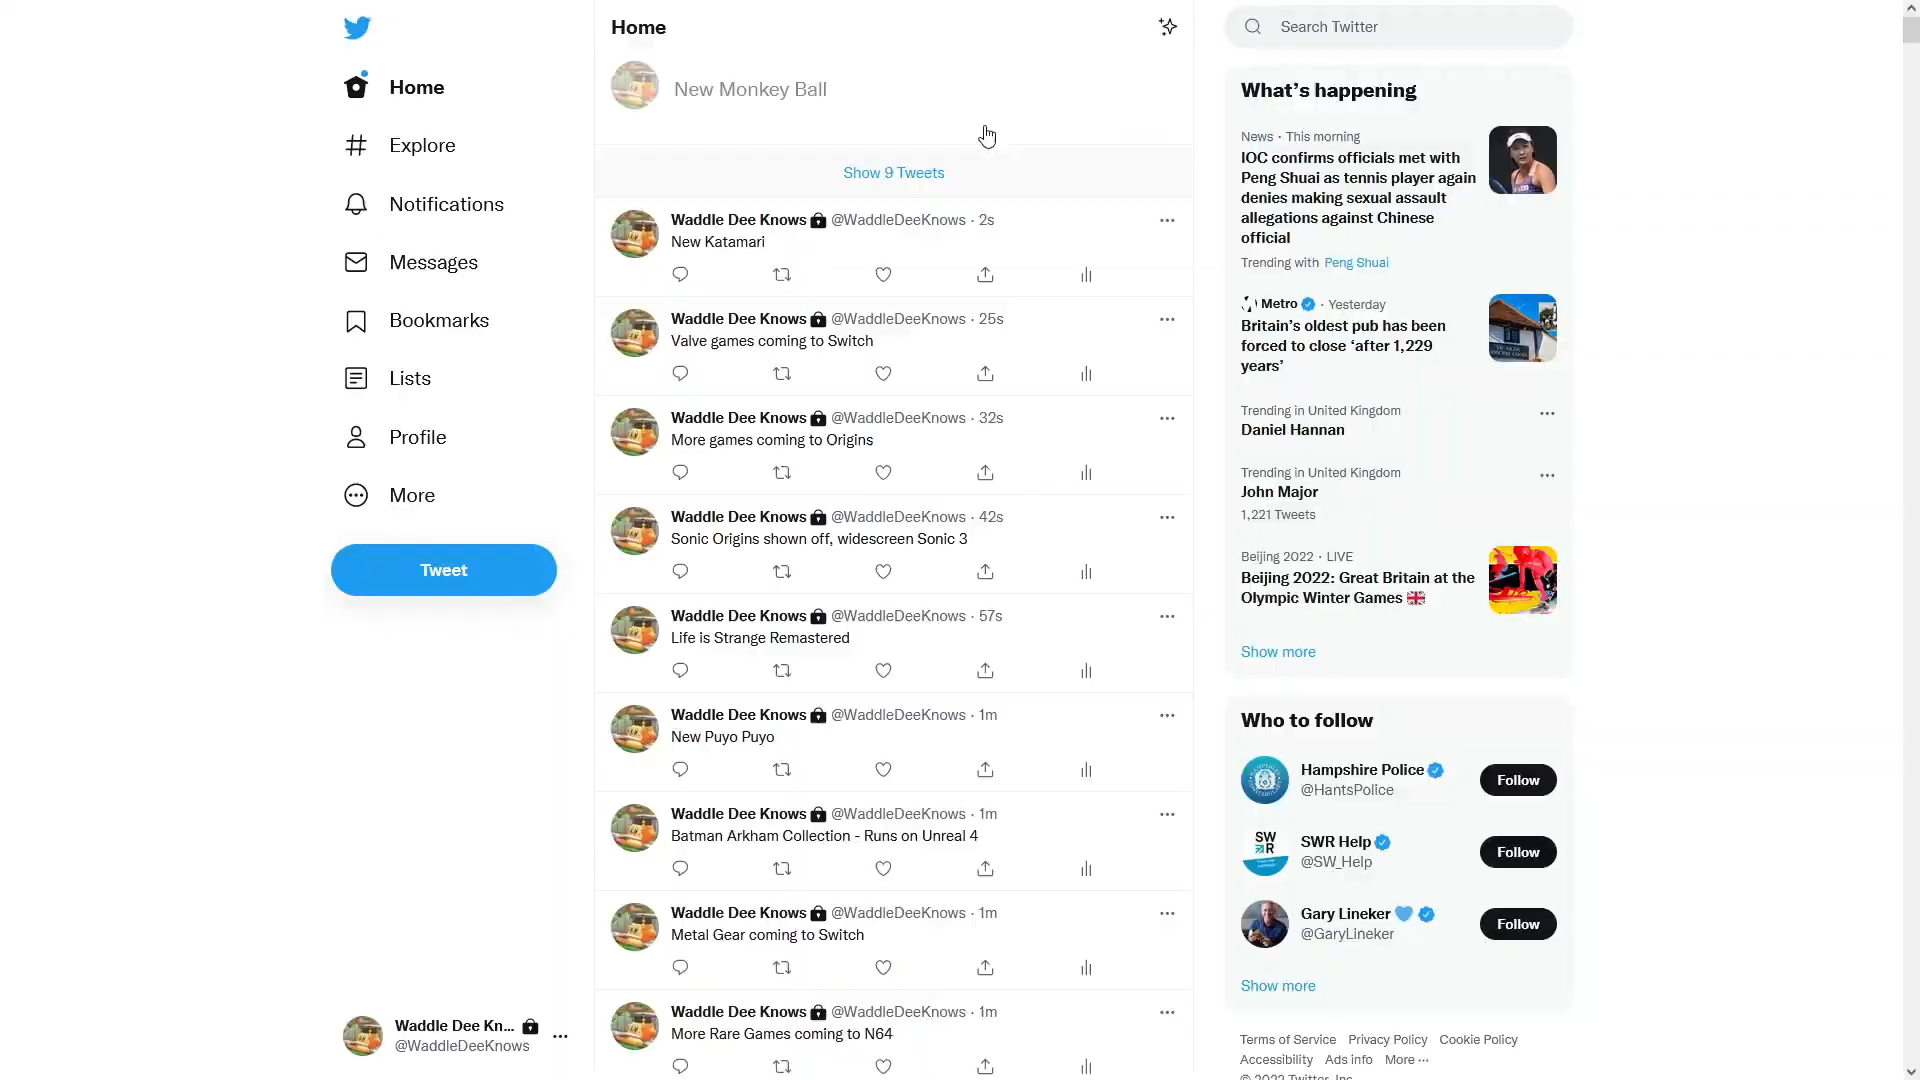 Home
Explore
Notifications
Messages
Bookmarks
Lists
Profile
More
Tweet
Waddle Dee Kn...
@WaddleDeeKnows
Home
New Monkey Ball
Show 9 Tweets
Waddle Dee Knows @WaddleDeeKnows · 2s
New Katamari
Waddle Dee Knows @WaddleDeeKnows · 25s
Valve games coming to Switch
Waddle Dee Knows @WaddleDeeKnows · 32s
More games coming to Origins
Waddle Dee Knows @WaddleDeeKnows · 42s
Sonic Origins shown off, widescreen Sonic 3
Waddle Dee Knows @WaddleDeeKnows · 57s
Life is Strange Remastered
Waddle Dee Knows @WaddleDeeKnows · 1m
New Puyo Puyo
Waddle Dee Knows @WaddleDeeKnows · 1m
Batman Arkham Collection - Runs on Unreal 4
Waddle Dee Knows @WaddleDeeKnows · 1m
Metal Gear coming to Switch
Waddle Dee Knows @WaddleDeeKnows · 1m
More Rare Games coming to N64
Search Twitter
What's happening
News · This morning
IOC confirms officials met with
Peng Shuai as tennis player again
denies making sexual assault
allegations against Chinese
official
Trending with Peng Shuai
Metro · Yesterday
Britain's oldest pub has been
forced to close 'after 1,229
years'
Trending in United Kingdom
Daniel Hannan
Trending in United Kingdom
John Major
1,221 Tweets
Beijing 2022 · LIVE
Beijing 2022: Great Britain at the
Olympic Winter Games
Show more
Who to follow
Hampshire Police
@HantsPolice
Follow
SW
R
SWR Help
@SW_Help
Follow
Gary Lineker
@GaryLineker
Follow
Show more
Terms of Service Privacy Policy Cookie Policy
Accessibility Ads info More ...
© 2022 Twitter, Inc.